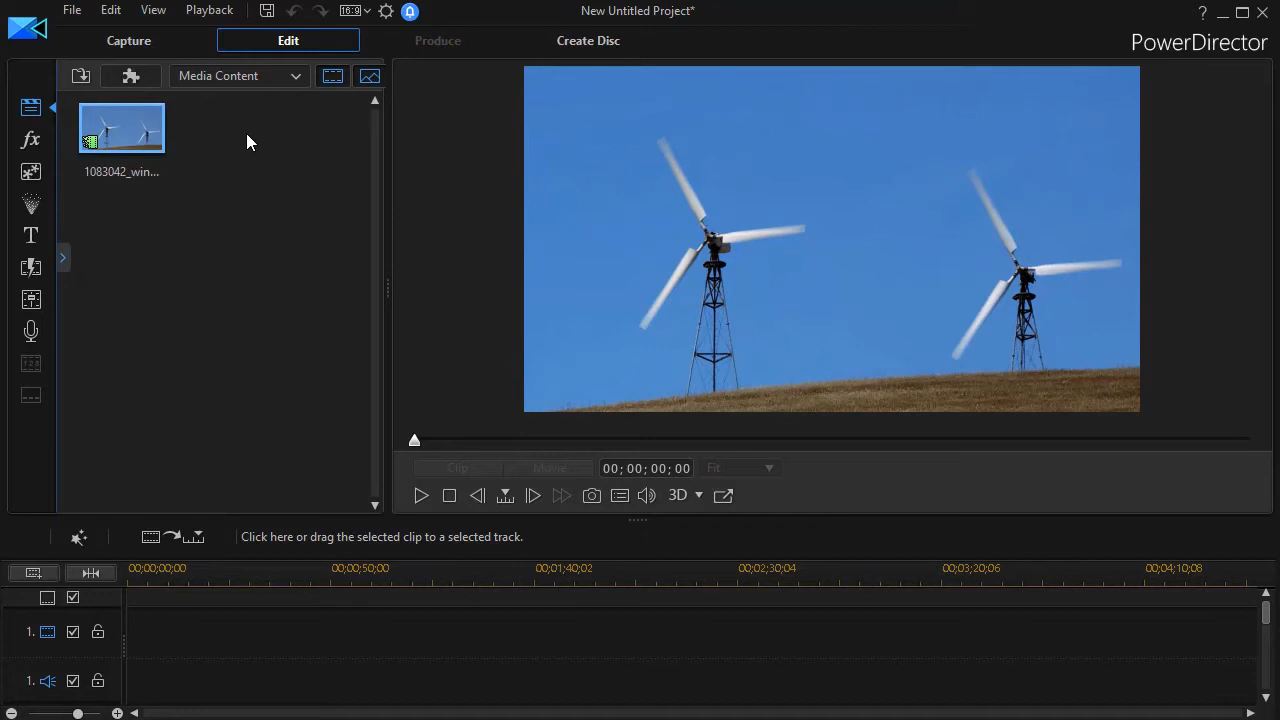 File Edit View Playback 16:9 New Untitled Project* ?
Capture Edit Produce Create Disc PowerDirector
Media Content
fx
1083042_win...
T
Clip Movie 00;00;00;00 Fit
3D
Click here or drag the selected clip to a selected track.
00;00;00;00 00;00;50;00 00;01;40;02 00;02;30;04 00;03;20;06 00;04;10;08
1.
1.